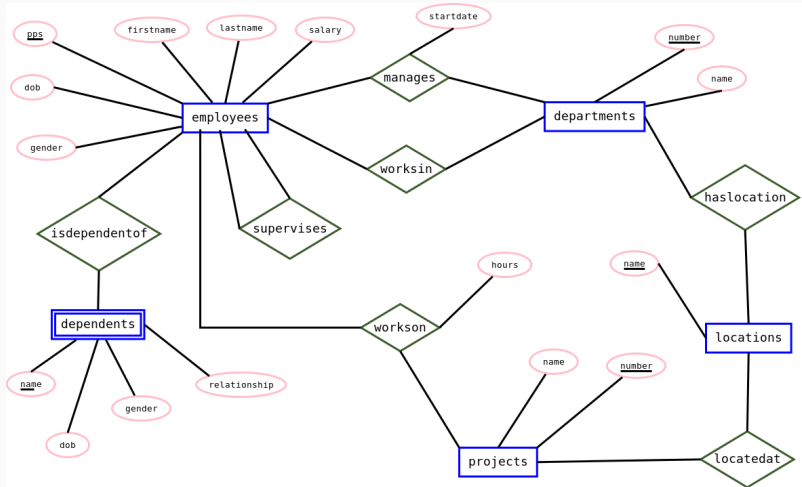 startdate
firstname
lastname
salary
pps
number
manages
name
dob
employees
departments
gender
worksin
haslocation
isdependentof
supervises
hours
name
dependents
workson
locations
name
number
name
relationship
gender
dob
projects
locatedat